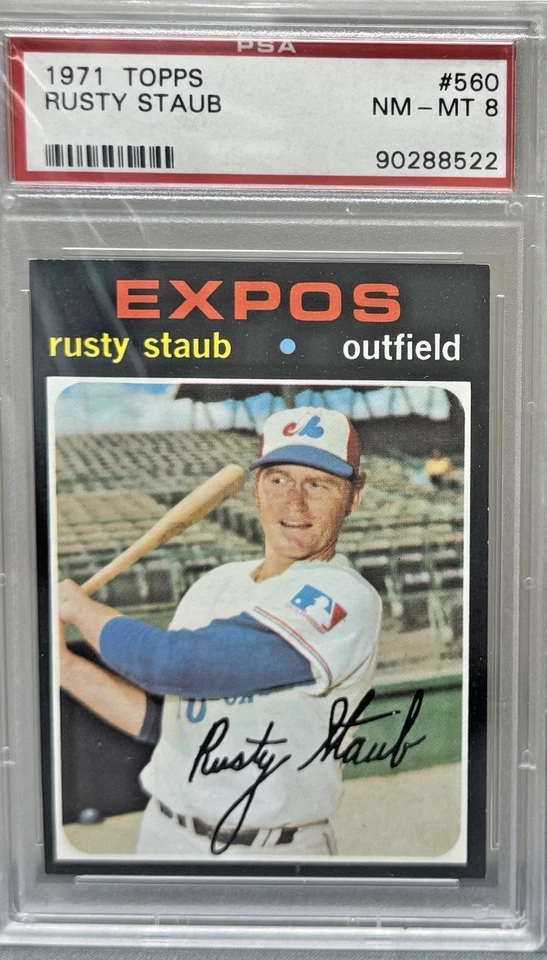 PSA
1971 TOPPS #560
RUSTY STAUB NM-MT 8
90288522
EXPOS
rusty staub outfield
Rusty Staub